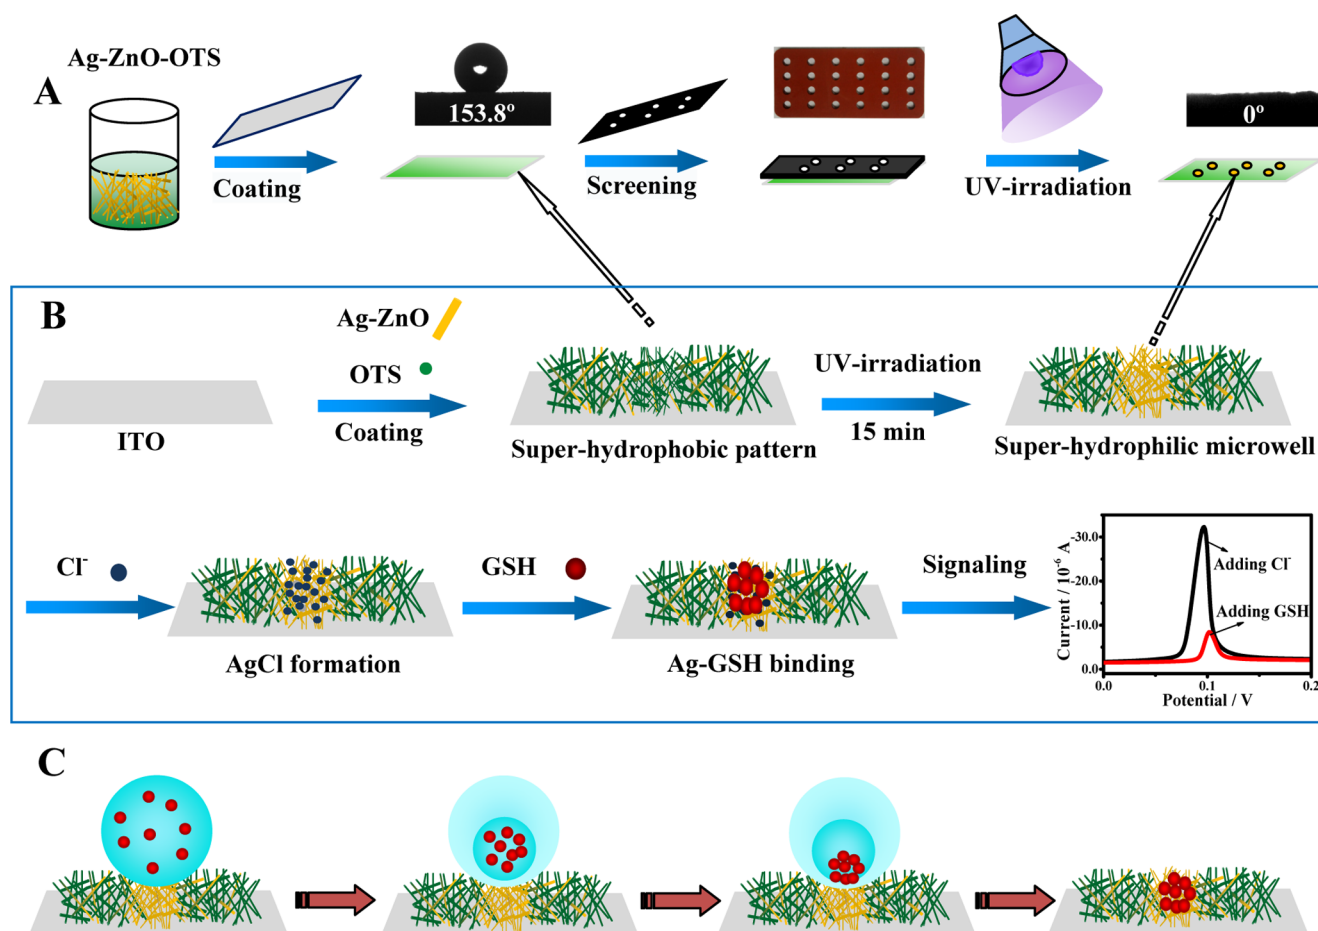 A
Ag-ZnO-OTS
Coating
153.8º
Screening
UV-irradiation
0º
B
Ag-ZnO
OTS
ITO
Coating
Super-hydrophobic pattern
UV-irradiation
15 min
Super-hydrophilic microwell
Cl⁻
AgCl formation
GSH
Ag-GSH binding
Signaling
Current / 10⁻⁶ A
-30.0
-20.0
-10.0
0.0
Adding Cl⁻
Adding GSH
0.0 0.1 0.2
Potential / V
C